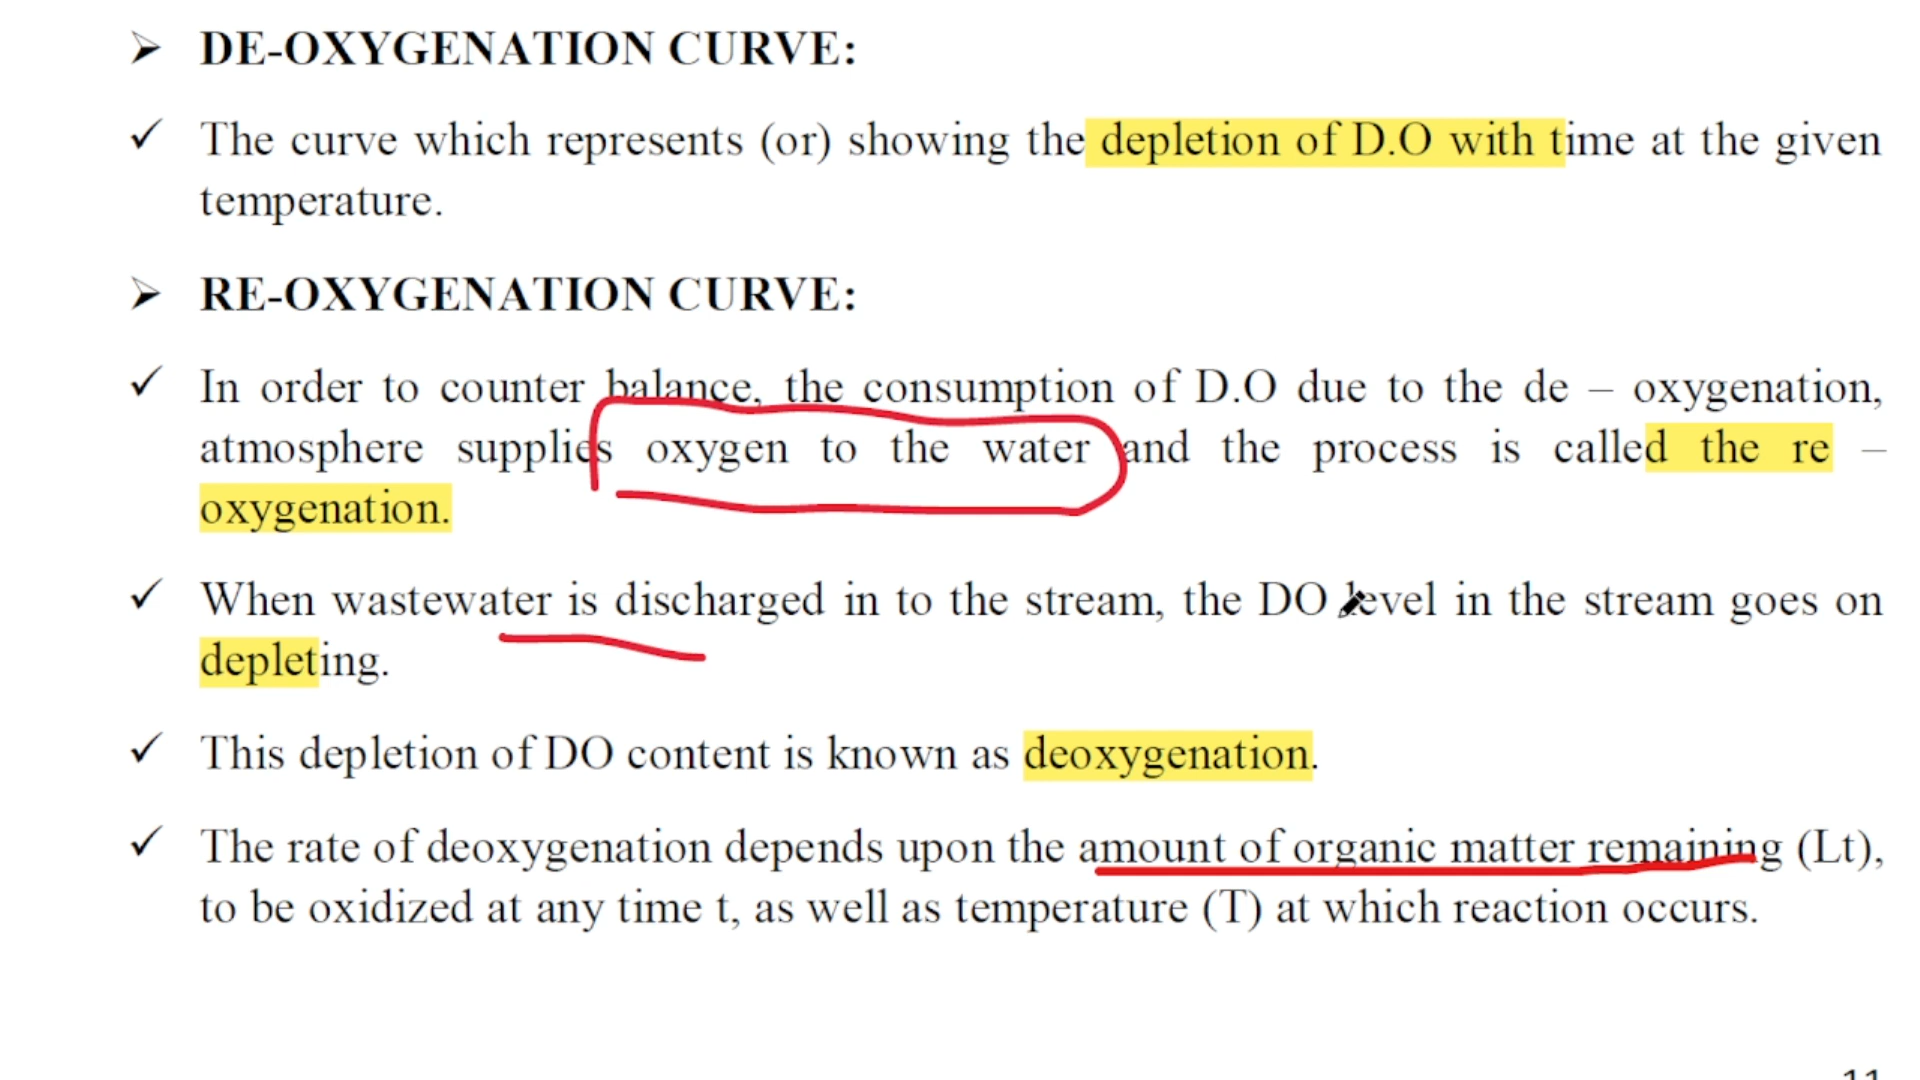 ➢ DE-OXYGENATION CURVE:
✓ The curve which represents (or) showing the depletion of D.O with time at the given
temperature.
➢ RE-OXYGENATION CURVE:
✓ In order to counter balance, the consumption of D.O due to the de – oxygenation,
atmosphere supplies oxygen to the water and the process is called the re –
oxygenation.
✓ When wastewater is discharged in to the stream, the DO level in the stream goes on
depleting.
✓ This depletion of DO content is known as deoxygenation.
✓ The rate of deoxygenation depends upon the amount of organic matter remaining (Lt),
to be oxidized at any time t, as well as temperature (T) at which reaction occurs.
11